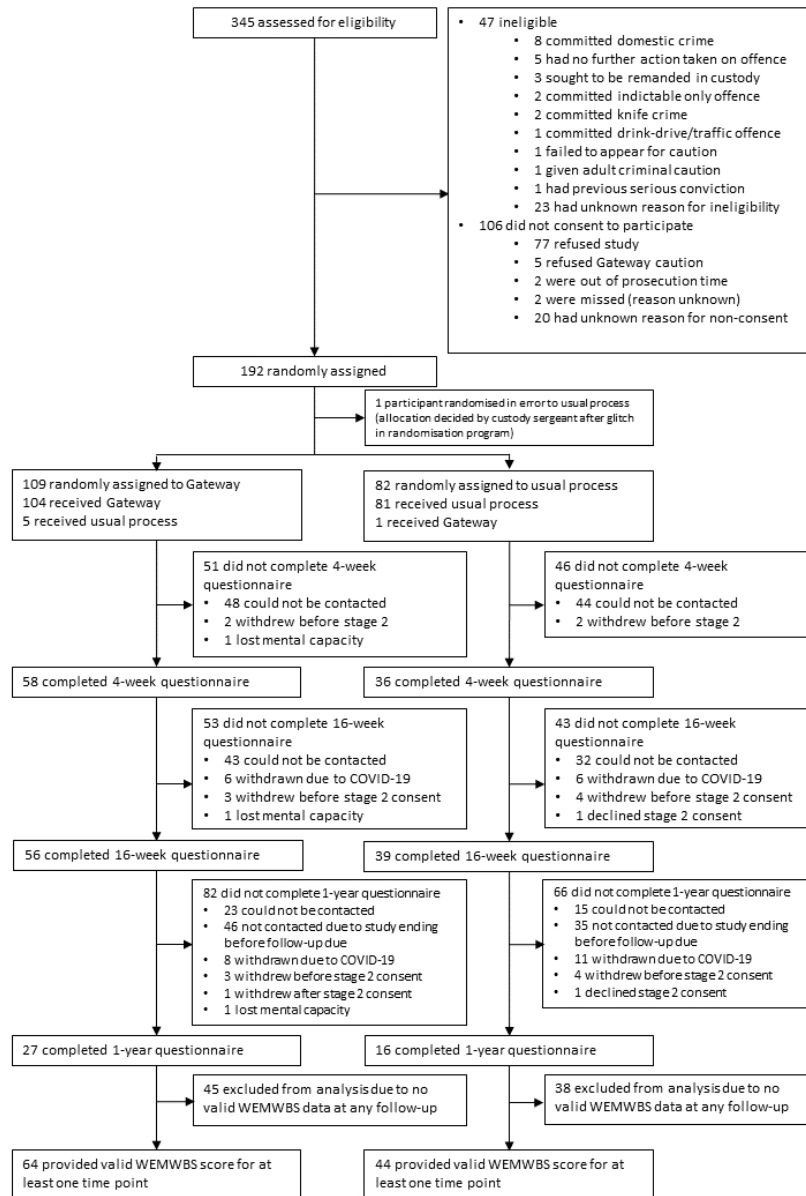 345 assessed for eligibility
• 47 ineligible
• 8 committed domestic crime
• 5 had no further action taken on offence
• 3 sought to be remanded in custody
• 2 committed indictable only offence
• 2 committed knife crime
• 1 committed drink-drive/traffic offence
• 1 failed to appear for caution
• 1 given adult criminal caution
• 1 had previous serious conviction
• 23 had unknown reason for ineligibility
• 106 did not consent to participate
• 77 refused study
• 5 refused Gateway caution
• 2 were out of prosecution time
• 2 were missed (reason unknown)
• 20 had unknown reason for non-consent
192 randomly assigned
1 participant randomised in error to usual process
(allocation decided by custody sergeant after glitch
in randomisation program)
109 randomly assigned to Gateway
104 received Gateway
5 received usual process
82 randomly assigned to usual process
81 received usual process
1 received Gateway
51 did not complete 4-week
questionnaire
• 48 could not be contacted
• 2 withdrew before stage 2
• 1 lost mental capacity
46 did not complete 4-week
questionnaire
• 44 could not be contacted
• 2 withdrew before stage 2
58 completed 4-week questionnaire
36 completed 4-week questionnaire
53 did not complete 16-week
questionnaire
• 43 could not be contacted
• 6 withdrawn due to COVID-19
• 3 withdrew before stage 2 consent
• 1 lost mental capacity
43 did not complete 16-week
questionnaire
• 32 could not be contacted
• 6 withdrawn due to COVID-19
• 4 withdrew before stage 2 consent
• 1 declined stage 2 consent
56 completed 16-week questionnaire
39 completed 16-week questionnaire
82 did not complete 1-year questionnaire
• 23 could not be contacted
• 46 not contacted due to study ending
before follow-up due
• 8 withdrawn due to COVID-19
• 3 withdrew before stage 2 consent
• 1 withdrew after stage 2 consent
• 1 lost mental capacity
66 did not complete 1-year questionnaire
• 15 could not be contacted
• 35 not contacted due to study ending
before follow-up due
• 11 withdrawn due to COVID-19
• 4 withdrew before stage 2 consent
• 1 declined stage 2 consent
27 completed 1-year questionnaire
16 completed 1-year questionnaire
45 excluded from analysis due to no
valid WEMWBS data at any follow-up
38 excluded from analysis due to no
valid WEMWBS data at any follow-up
64 provided valid WEMWBS score for at
least one time point
44 provided valid WEMWBS score for at
least one time point